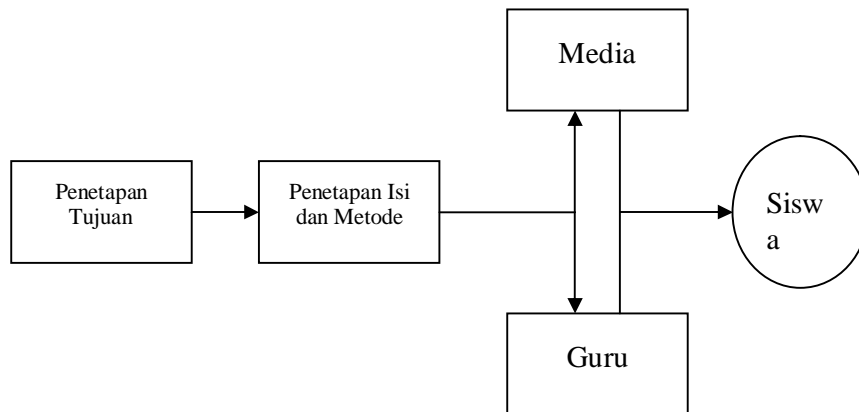 Media
Penetapan
Tujuan
Penetapan Isi
dan Metode
Sisw
a
Guru